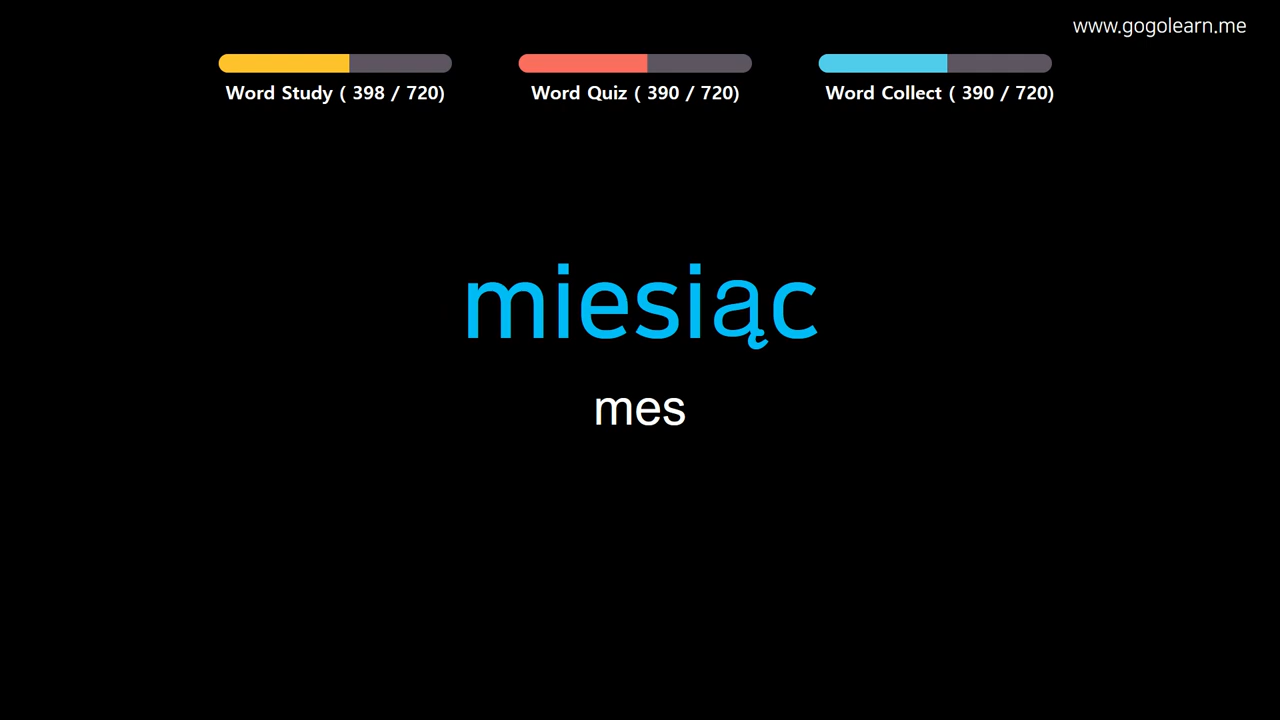 www.gogolearn.me
Word Study ( 398 / 720)
Word Quiz ( 390 / 720)
Word Collect ( 390 / 720)
miesiąc
mes